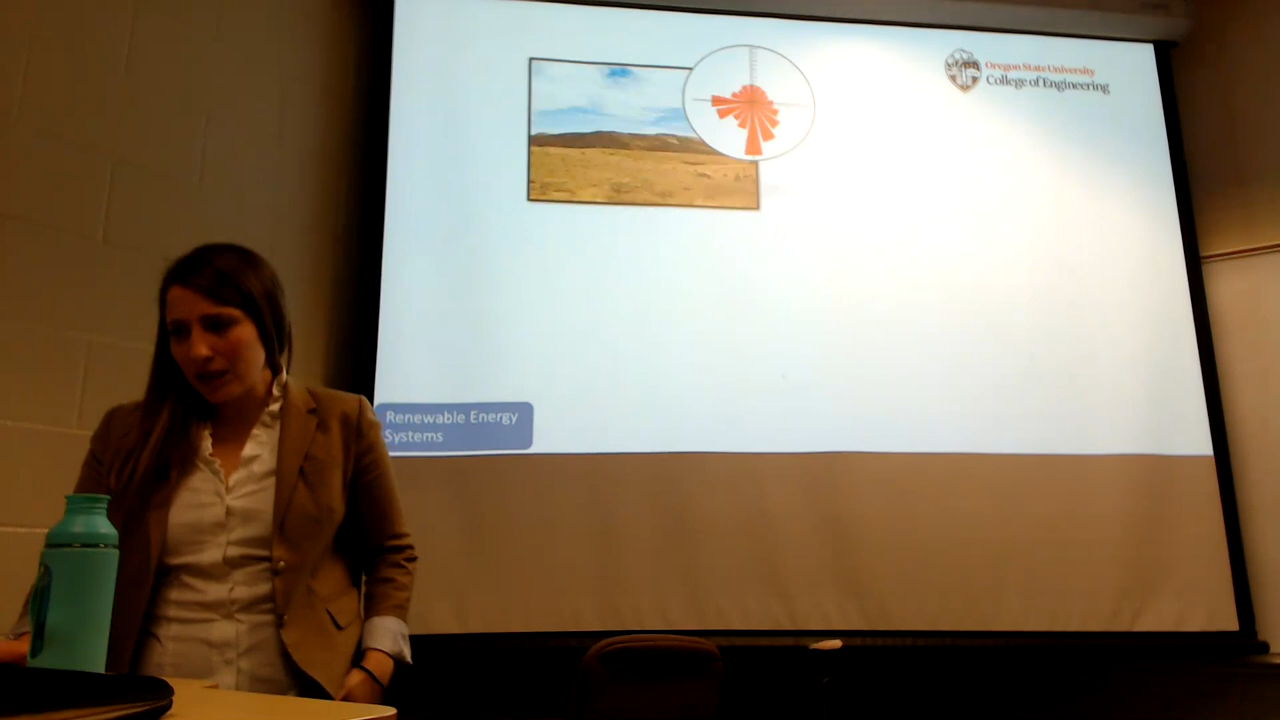 Oregon State University
College of Engineering
Renewable Energy
Systems